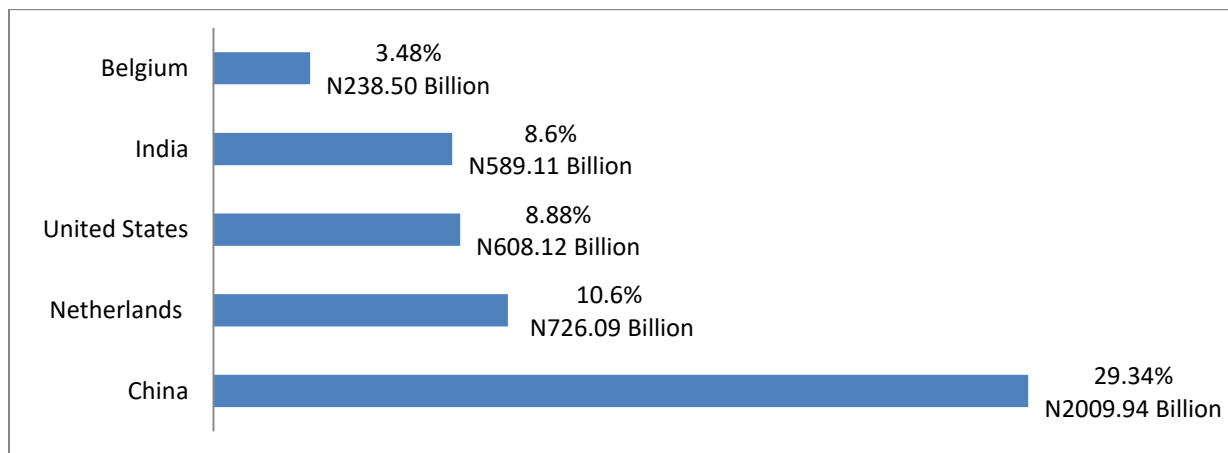 Belgium
3.48%
N238.50 Billion
India
8.6%
N589.11 Billion
United States
8.88%
N608.12 Billion
Netherlands
10.6%
N726.09 Billion
China
29.34%
N2009.94 Billion